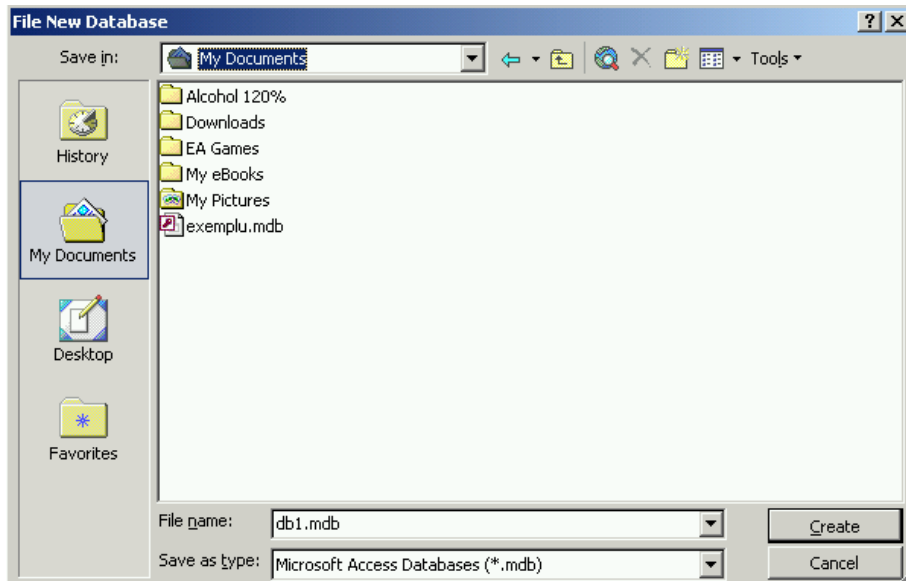 File New Database
Save in:
My Documents
Tools
History
My Documents
Desktop
Favorites
Alcohol 120%
Downloads
EA Games
My eBooks
My Pictures
exemplu.mdb
File name:
db1.mdb
Create
Save as type:
Microsoft Access Databases (*.mdb)
Cancel